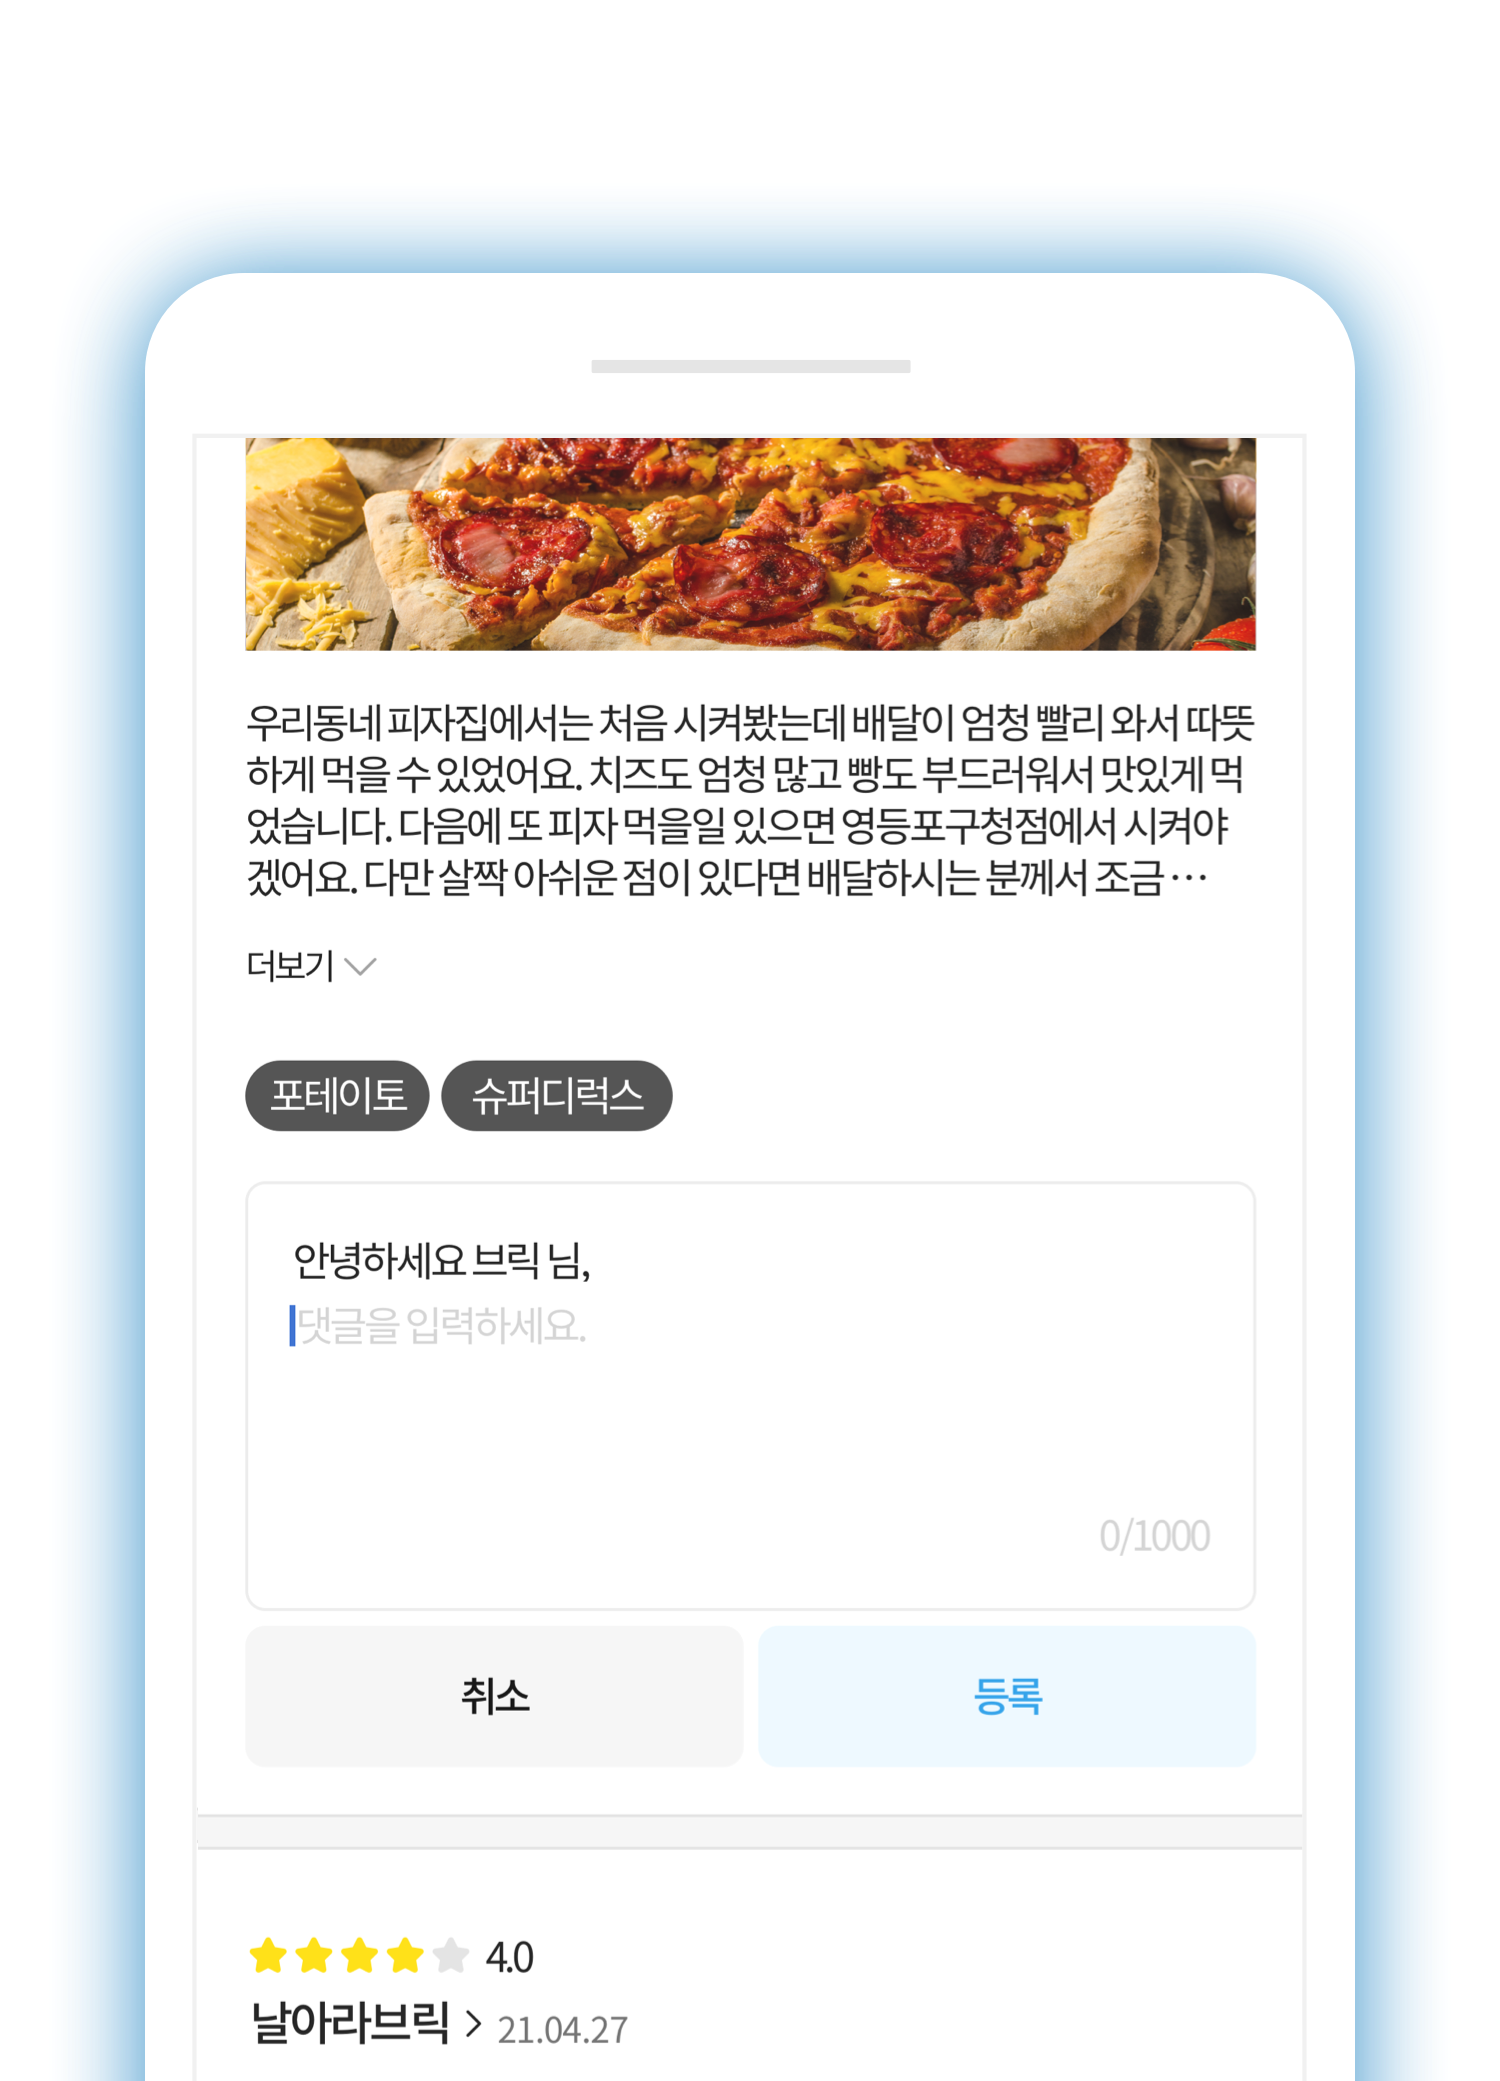 우리동네 피자집에서는 처음 시켜봤는데 배달이 엄청 빨리 와서 따뜻
하게 먹을 수 있었어요. 치즈도 엄청 많고 빵도 부드러워서 맛있게 먹
었습니다. 다음에 또 피자 먹을일 있으면 영등포구청점에서 시켜야
겠어요. 다만 살짝 아쉬운 점이 있다면 배달하시는 분께서 조금 …
더보기
포테이토 슈퍼디럭스
안녕하세요 브릭 님,
댓글을 입력하세요.
0/1000
취소 등록
4.0
날아라브릭 > 21.04.27